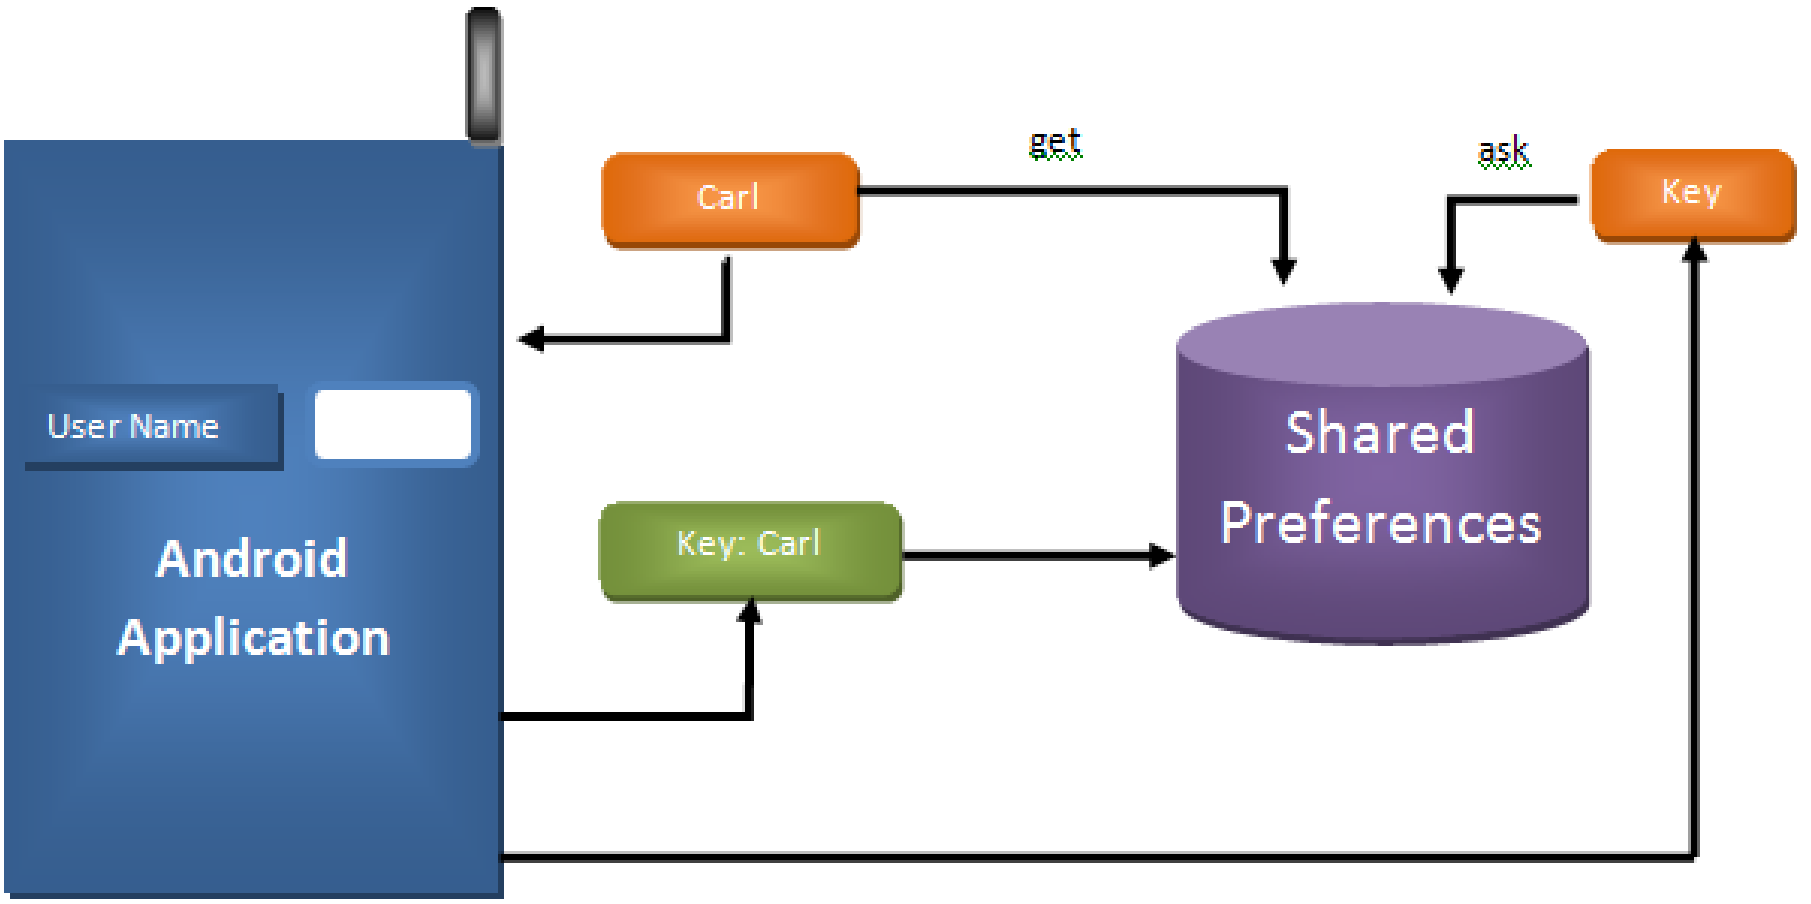 get
ask
Carl
Key
User Name
Shared
Preferences
Key: Carl
Android
Application